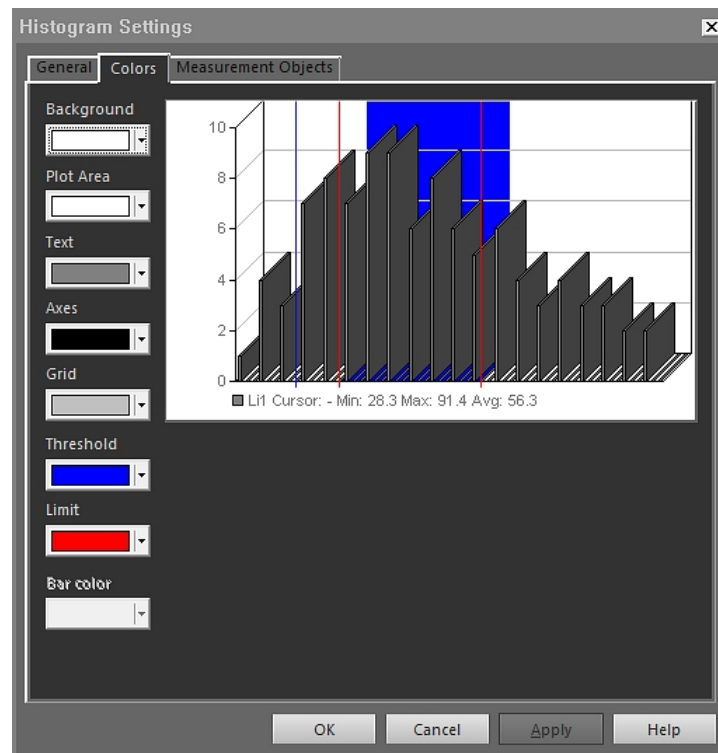 Histogram Settings
General Colors Measurement Objects
Background
Plot Area
Text
Axes
Grid
Threshold
Limit
Bar color
10
8
6
4
2
0
Li1 Cursor: - Min: 28.3 Max: 91.4 Avg: 56.3
OK Cancel Apply Help